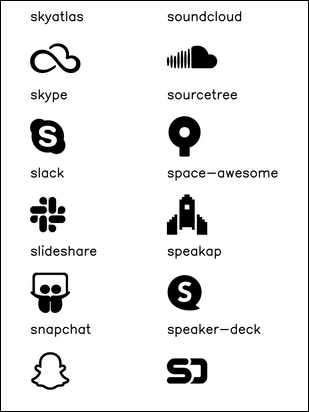 skyatlas soundcloud
skype sourcetree
S
slack space-awesome
slideshare speakap
S
snapchat speaker-deck